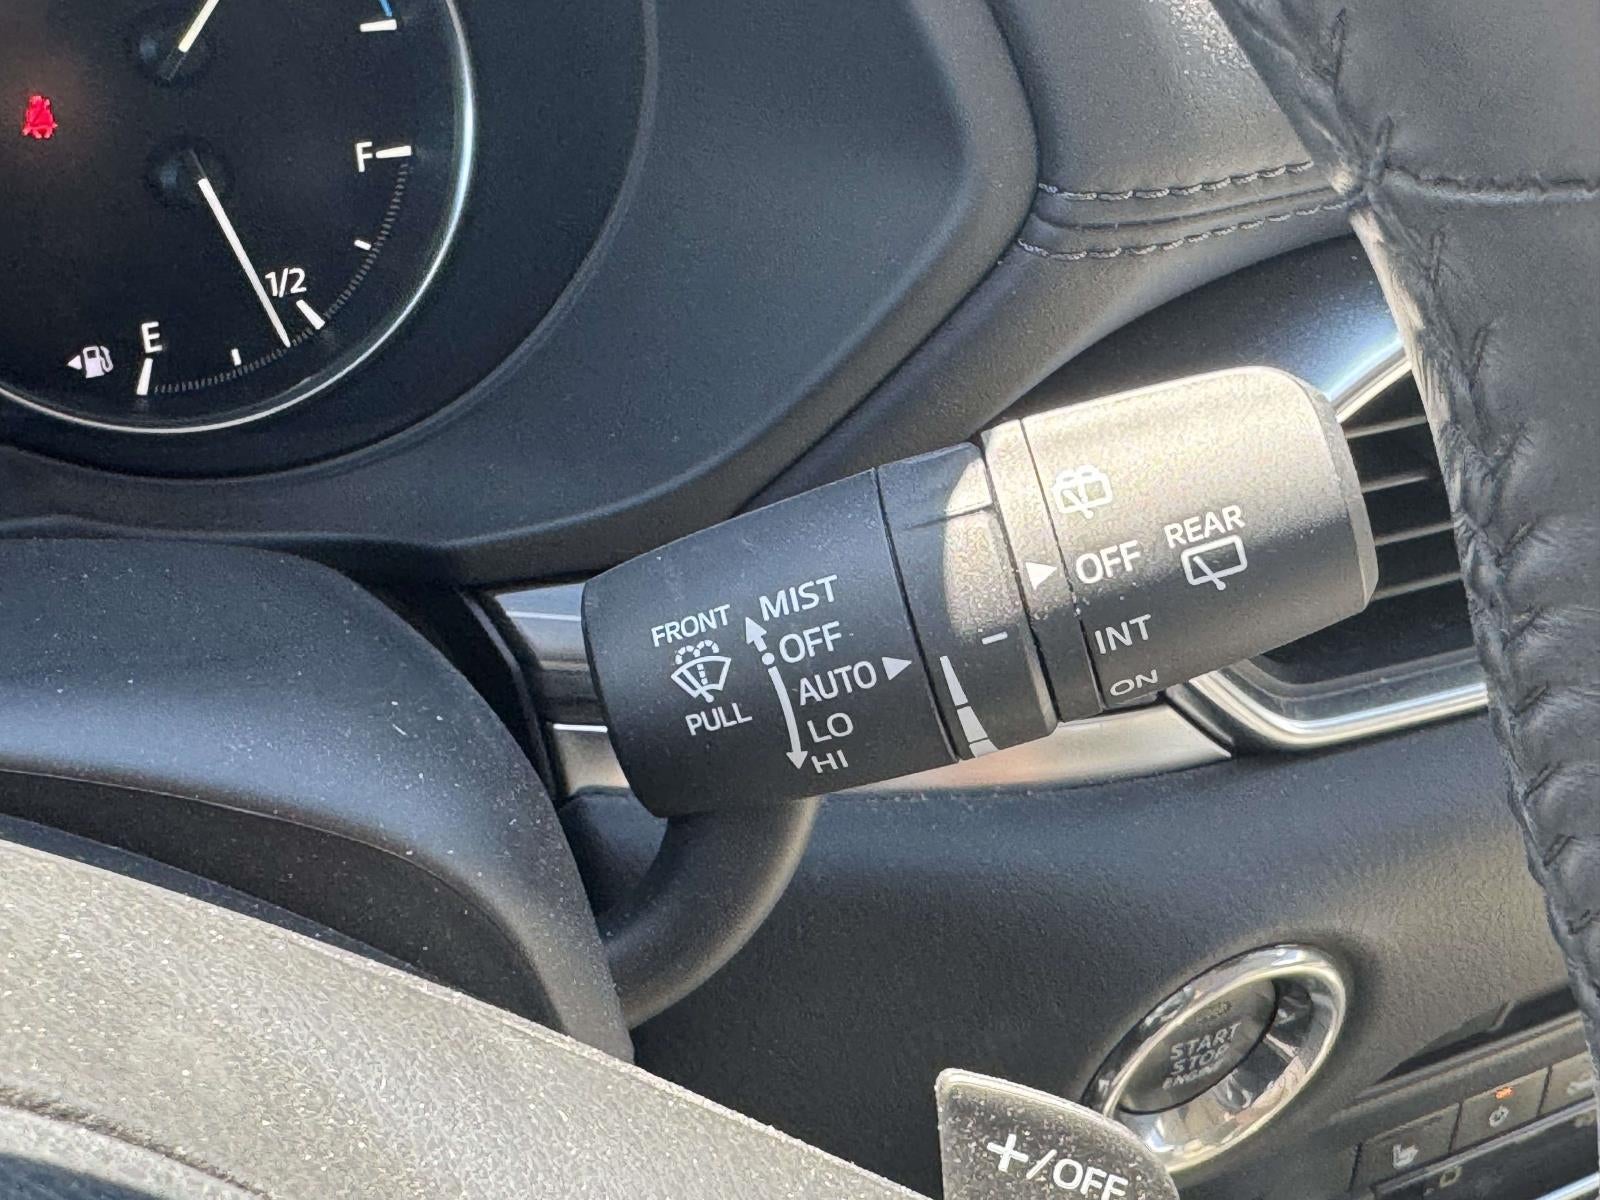 F
1/2
E
FRONT
PULL
MIST
OFF
AUTO
LO
HI
OFF
INT
ON
REAR
START
STOP
+/OFF